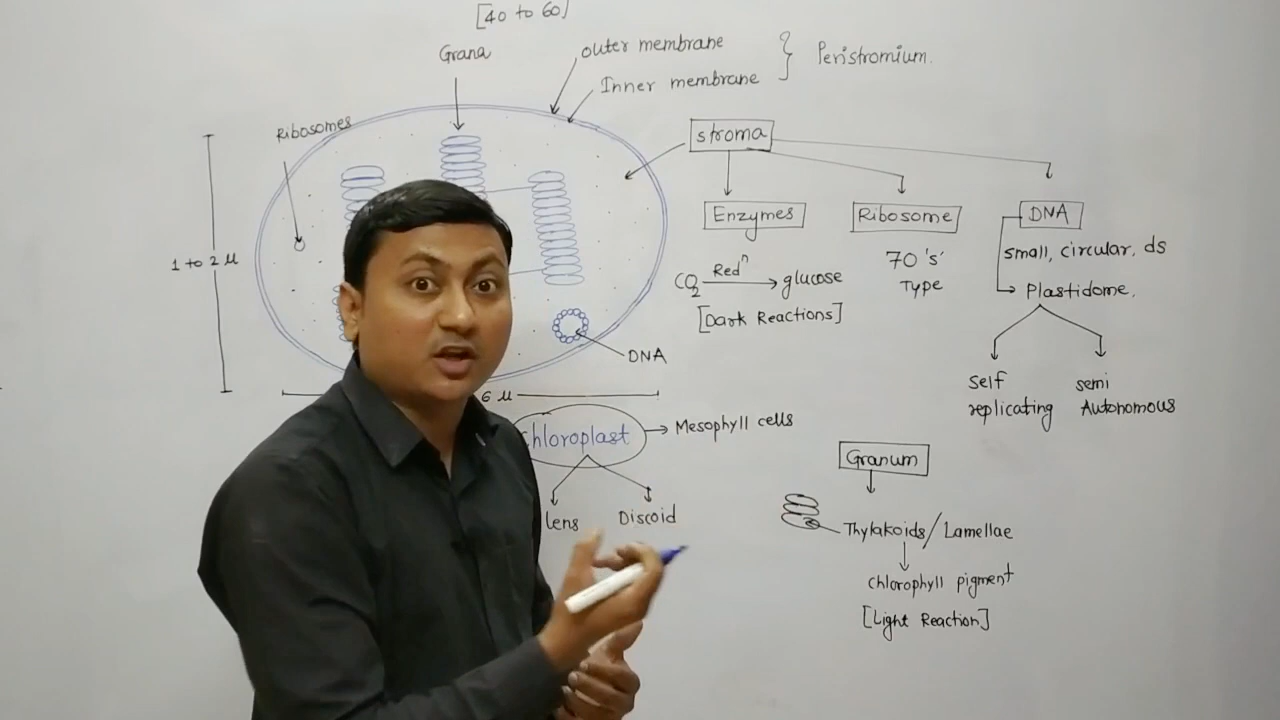 [40 to 60]
Grana
outer membrane
Inner membrane
} Peristromium.
Ribosomes
1 to 2 µ
stroma
Enzymes
CO2 Redn → glucose
[Dark Reactions]
Ribosome
70 's'
Type
DNA
small, circular, ds
Plastidome,
self
replicating
semi
Autonomous
DNA
6 µ
chloroplast → Mesophyll cells
lens
Discoid
Granum
Thylakoids/Lamellae
chlorophyll pigment
[Light Reaction]